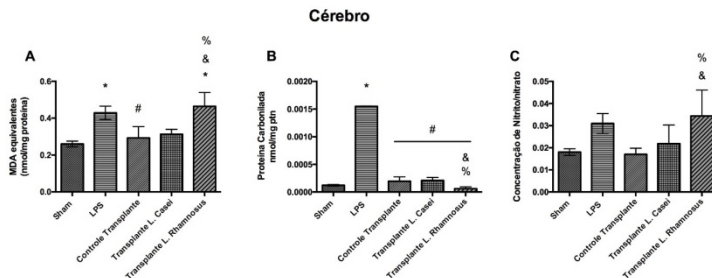 Cérebro
A
MDA equivalentes
(nmol/mg proteína)
0.6
0.4
0.2
0.0
*
#
%
&
*
Sham
LPS
Controle Transplante
Transplante L. Casei
Transplante L. Rhamnosus
B
Proteína Carbonilada
nmol/mg ptn
0.0020
0.0015
0.0010
0.0005
0.0000
*
#
&
%
Sham
LPS
Controle Transplante
Transplante L. Casei
Transplante L. Rhamnosus
C
Concentração de Nitrito/nitrato
0.05
0.04
0.03
0.02
0.01
0.00
%
&
Sham
LPS
Controle Transplante
Transplante L. Casei
Transplante L. Rhamnosus